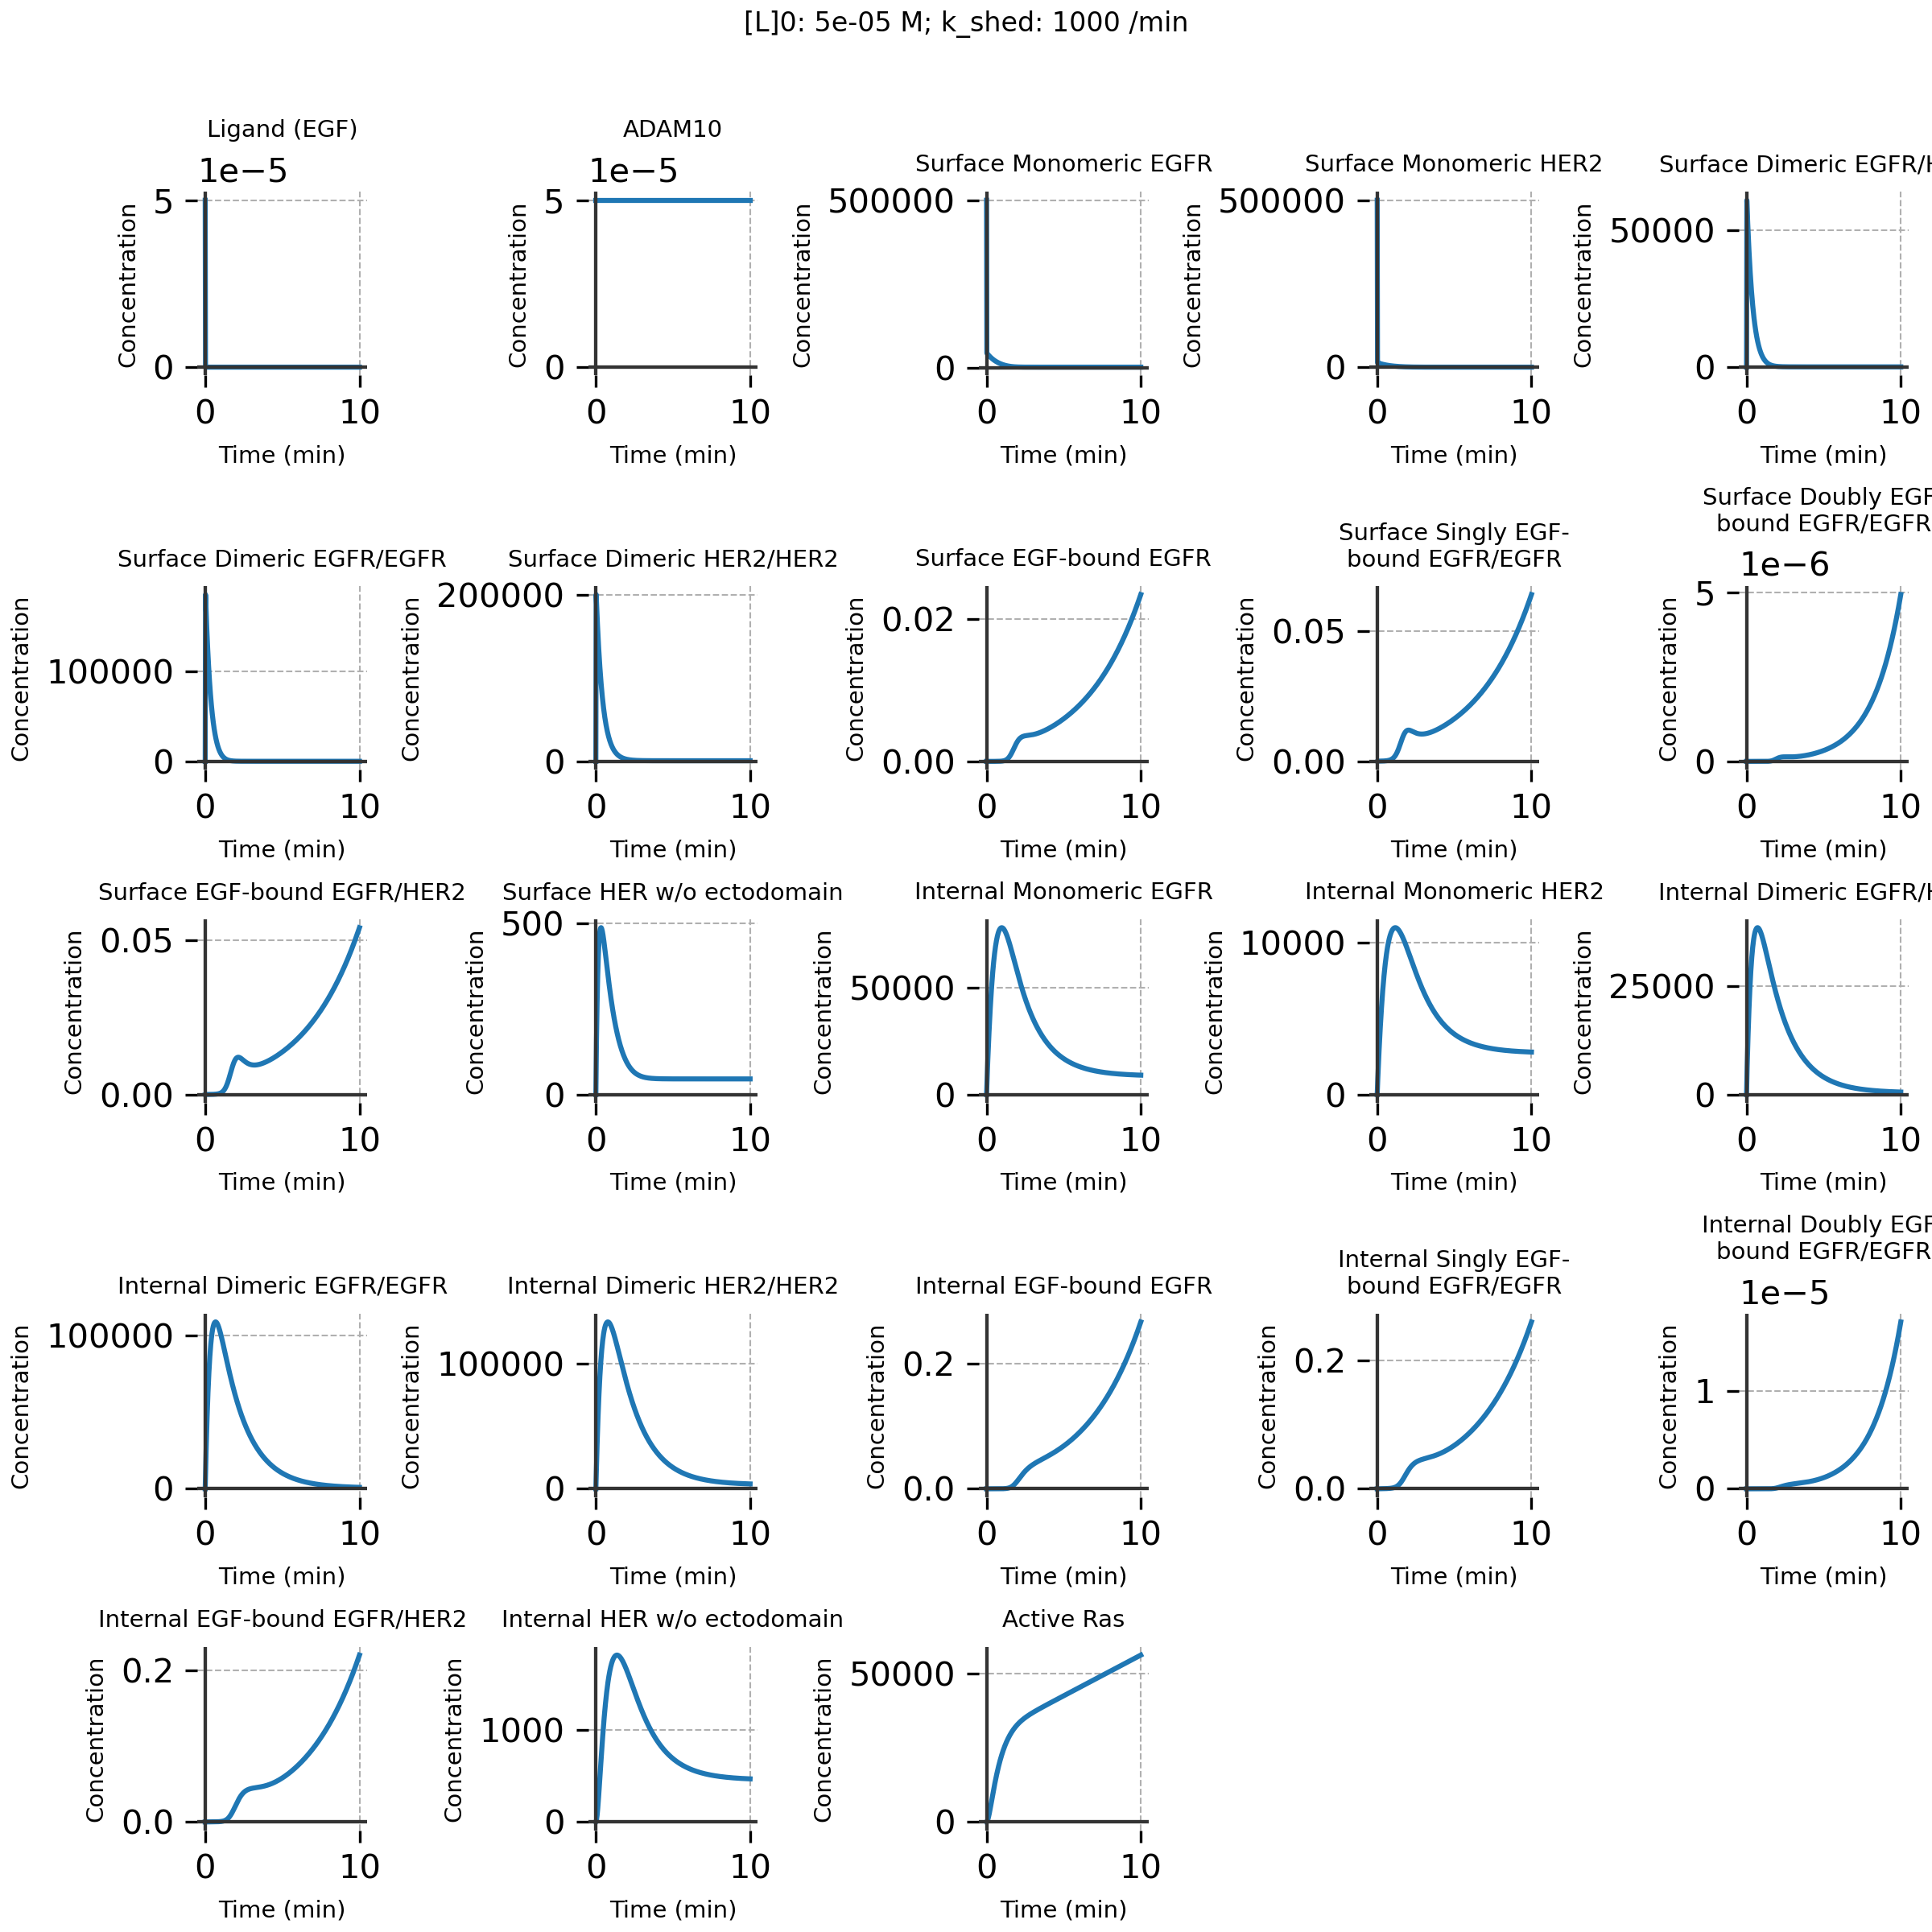 [L]0: 5e-05 M; k_shed: 1000 /min
Ligand (EGF)
1e−5
5
0
Concentration
0 10
Time (min)
ADAM10
1e−5
5
0
Concentration
0 10
Time (min)
Surface Monomeric EGFR
500000
0
Concentration
0 10
Time (min)
Surface Monomeric HER2
500000
0
Concentration
0 10
Time (min)
Surface Dimeric EGFR/H
50000
0
Concentration
0 10
Time (min)
Surface Dimeric EGFR/EGFR
100000
0
Concentration
0 10
Time (min)
Surface Dimeric HER2/HER2
200000
0
Concentration
0 10
Time (min)
Surface EGF-bound EGFR
0.02
0.00
Concentration
0 10
Time (min)
Surface Singly EGF-
bound EGFR/EGFR
0.05
0.00
Concentration
0 10
Time (min)
Surface Doubly EGF
bound EGFR/EGFR
1e−6
5
0
Concentration
0 10
Time (min)
Surface EGF-bound EGFR/HER2
0.05
0.00
Concentration
0 10
Time (min)
Surface HER w/o ectodomain
500
0
Concentration
0 10
Time (min)
Internal Monomeric EGFR
50000
0
Concentration
0 10
Time (min)
Internal Monomeric HER2
10000
0
Concentration
0 10
Time (min)
Internal Dimeric EGFR/H
25000
0
Concentration
0 10
Time (min)
Internal Dimeric EGFR/EGFR
100000
0
Concentration
0 10
Time (min)
Internal Dimeric HER2/HER2
100000
0
Concentration
0 10
Time (min)
Internal EGF-bound EGFR
0.2
0.0
Concentration
0 10
Time (min)
Internal Singly EGF-
bound EGFR/EGFR
0.2
0.0
Concentration
0 10
Time (min)
Internal Doubly EGF
bound EGFR/EGFR
1e−5
1
0
Concentration
0 10
Time (min)
Internal EGF-bound EGFR/HER2
0.2
0.0
Concentration
0 10
Time (min)
Internal HER w/o ectodomain
1000
0
Concentration
0 10
Time (min)
Active Ras
50000
0
Concentration
0 10
Time (min)